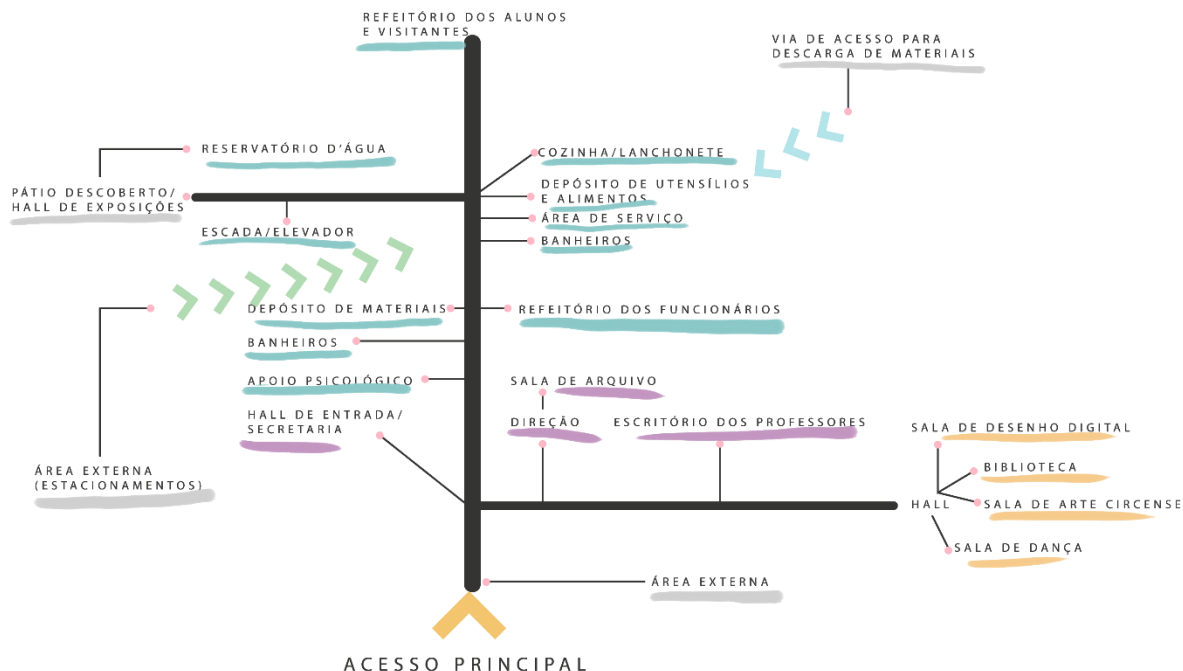 REFEITÓRIO DOS ALUNOS
E VISITANTES
VIA DE ACESSO PARA
DESCARGA DE MATERIAIS
RESERVATÓRIO D'ÁGUA
COZINHA/LANCHONETE
PÁTIO DESCOBERTO/
HALL DE EXPOSIÇÕES
DEPÓSITO DE UTENSÍLIOS
E ALIMENTOS
ÁREA DE SERVIÇO
ESCADA/ELEVADOR
BANHEIROS
DEPÓSITO DE MATERIAIS
REFEITÓRIO DOS FUNCIONÁRIOS
BANHEIROS
APOIO PSICOLÓGICO
SALA DE ARQUIVO
HALL DE ENTRADA/
SECRETARIA
DIREÇÃO
ESCRITÓRIO DOS PROFESSORES
SALA DE DESENHO DIGITAL
ÁREA EXTERNA
(ESTACIONAMENTOS)
BIBLIOTECA
HALL
SALA DE ARTE CIRCENSE
SALA DE DANÇA
ÁREA EXTERNA
ACESSO PRINCIPAL